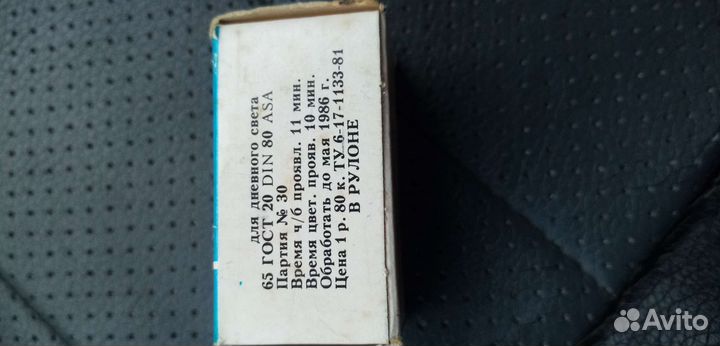 для дневного света
65 ГОСТ 20 DIN 80 ASA
Партия № 30
Время ч/б проявл. 11 мин.
Время цвет. прояв. 10 мин.
Обработать до мая 1986 г.
Цена 1 р. 80 к. ТУ 6-17-1133-81
В РУЛОНЕ
Avito